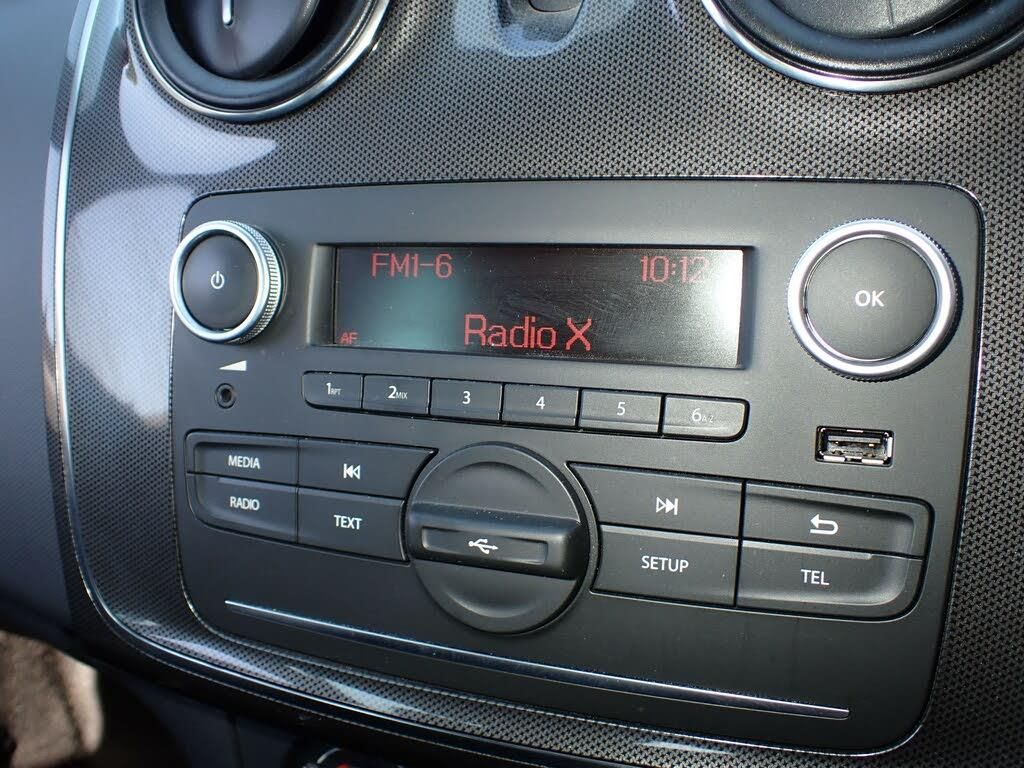 FM1-6 10:12
AF Radio X
OK
1RPT 2MIX 3 4 5 6A-Z
MEDIA
RADIO TEXT
SETUP TEL